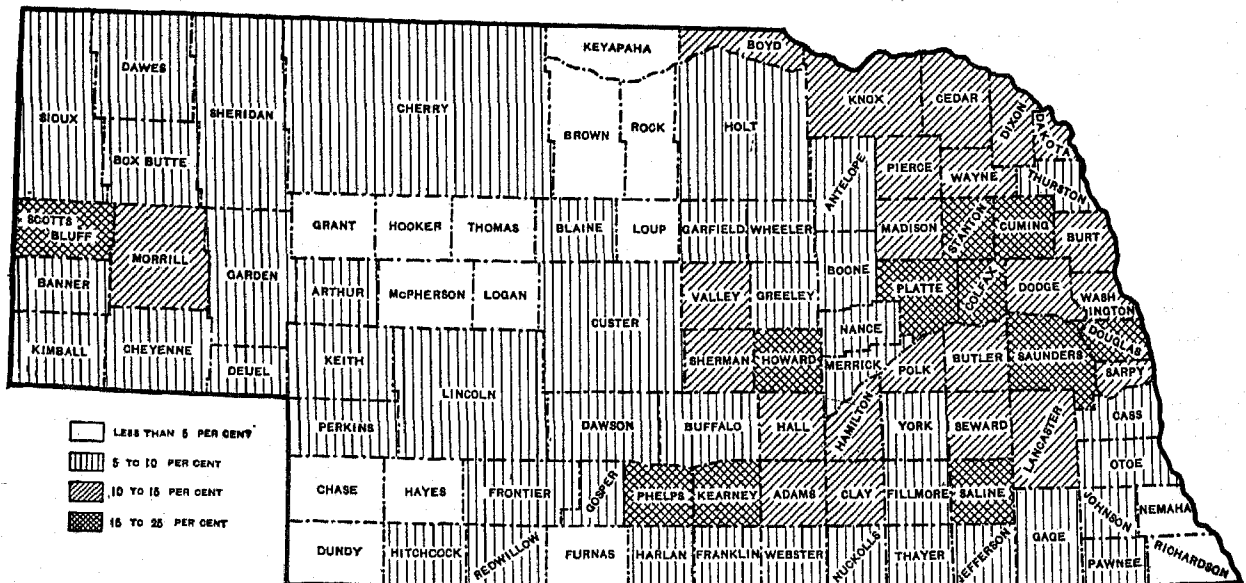 KEYAPAHA
BOYD
DAWES
SIOUX
SHERIDAN
CHERRY
BROWN
ROCK
HOLT
KNOX
CEDAR
DIXON
DAKOTA
BOX BUTTE
ANTELOPE
PIERCE
WAYNE
THURSTON
SCOTTS
BLUFF
MORRILL
GARDEN
GRANT
HOOKER
THOMAS
BLAINE
LOUP
GARFIELD
WHEELER
MADISON
STANTON
CUMING
BURT
BANNER
ARTHUR
McPHERSON
LOGAN
CUSTER
VALLEY
GREELEY
BOONE
PLATTE
COLFAX
DODGE
WASH
INGTON
KIMBALL
CHEYENNE
DEUEL
KEITH
LINCOLN
SHERMAN
HOWARD
NANCE
MERRICK
POLK
BUTLER
SAUNDERS
DOUGLAS
SARPY
PERKINS
DAWSON
BUFFALO
HALL
HAMILTON
YORK
SEWARD
LANCASTER
CASS
OTOE
LESS THAN 5 PER CENT
5 TO 10 PER CENT
10 TO 15 PER CENT
15 TO 25 PER CENT
CHASE
HAYES
FRONTIER
GOSPER
PHELPS
KEARNEY
ADAMS
CLAY
FILLMORE
SALINE
GAGE
JOHNSON
NEMAHA
DUNDY
HITCHCOCK
REDWILLOW
FURNAS
HARLAN
FRANKLIN
WEBSTER
NUCKOLLS
THAYER
JEFFERSON
PAWNEE
RICHARDSON